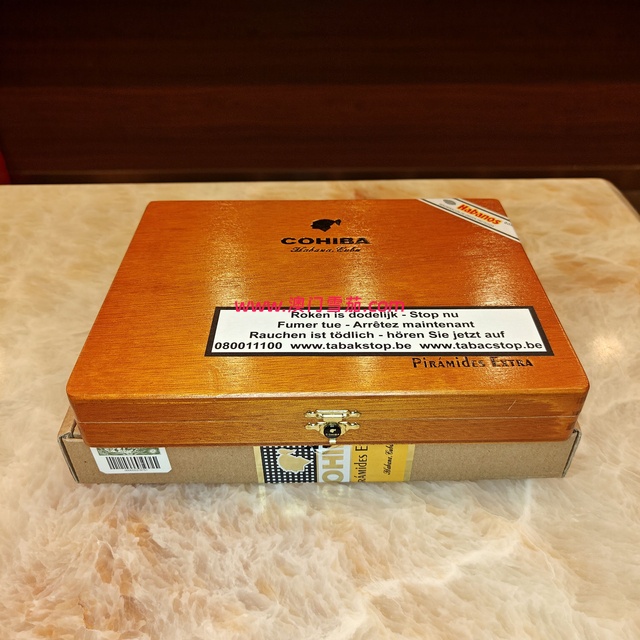 Habanos
COHIBA
Habana, Cuba
www.澳门雪茄.com
Roken is dodelijk - Stop nu
Fumer tue - Arrêtez maintenant
Rauchen ist tödlich - hören Sie jetzt auf
080011100 www.tabakstop.be www.tabacstop.be
PIRÁMIDES EXTRA
COHI
PIRÁMIDES E
Habana, Cuba